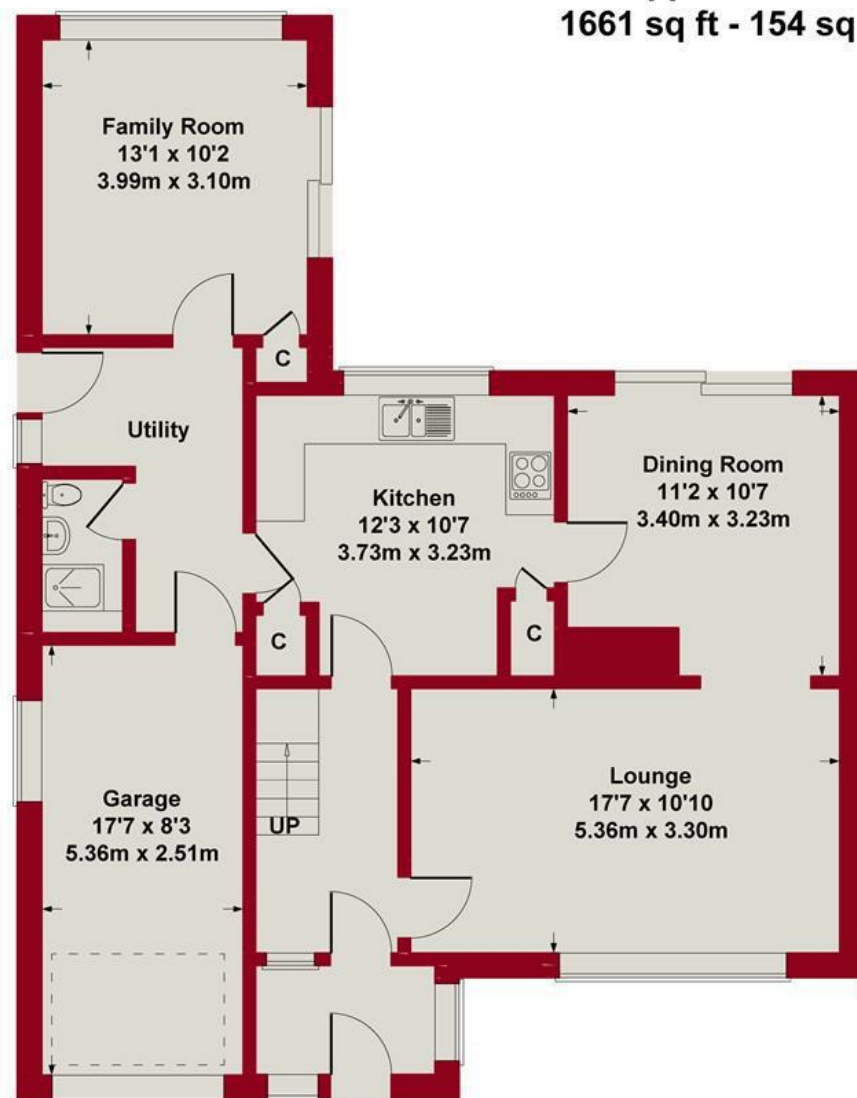 1661 sq ft - 154 sq
Family Room
13'1 x 10'2
3.99m x 3.10m
C
Utility
Kitchen
12'3 x 10'7
3.73m x 3.23m
Dining Room
11'2 x 10'7
3.40m x 3.23m
C
C
Garage
17'7 x 8'3
5.36m x 2.51m
UP
Lounge
17'7 x 10'10
5.36m x 3.30m